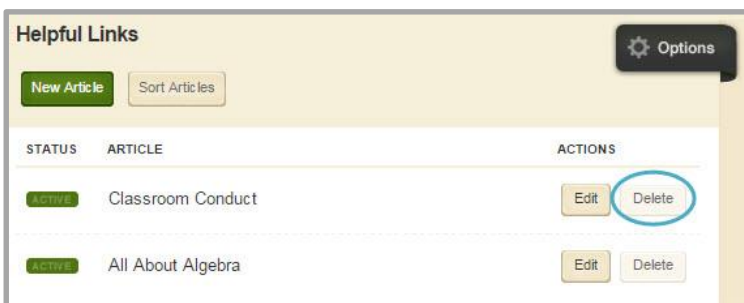 Helpful Links
Options
New Article Sort Articles
STATUS ARTICLE ACTIONS
ACTIVE Classroom Conduct Edit Delete
ACTIVE All About Algebra Edit Delete